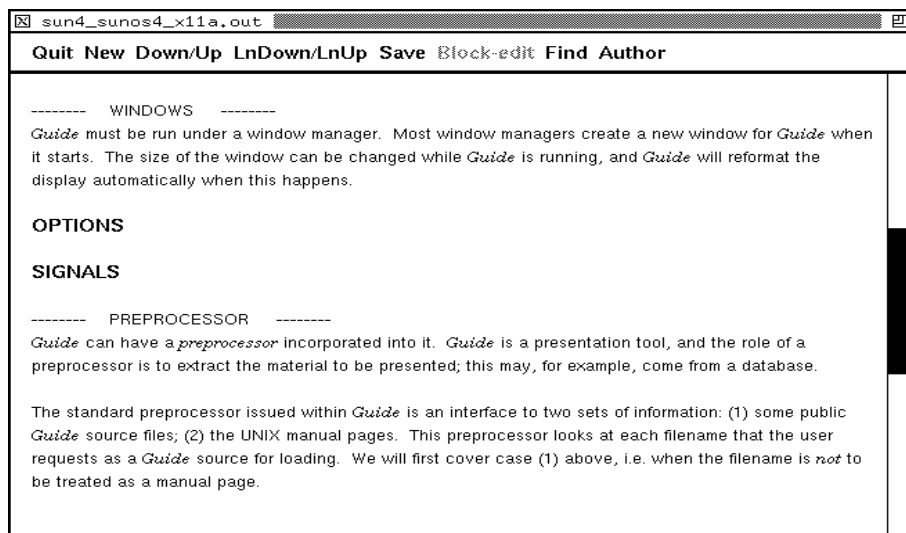 sun4_sunos4_x11a.out
Quit New Down/Up LnDown/LnUp Save Block-edit Find Author
-------- WINDOWS --------
Guide must be run under a window manager. Most window managers create a new window for Guide when
it starts. The size of the window can be changed while Guide is running, and Guide will reformat the
display automatically when this happens.
OPTIONS
SIGNALS
-------- PREPROCESSOR --------
Guide can have a preprocessor incorporated into it. Guide is a presentation tool, and the role of a
preprocessor is to extract the material to be presented; this may, for example, come from a database.
The standard preprocessor issued within Guide is an interface to two sets of information: (1) some public
Guide source files; (2) the UNIX manual pages. This preprocessor looks at each filename that the user
requests as a Guide source for loading. We will first cover case (1) above, i.e. when the filename is not to
be treated as a manual page.